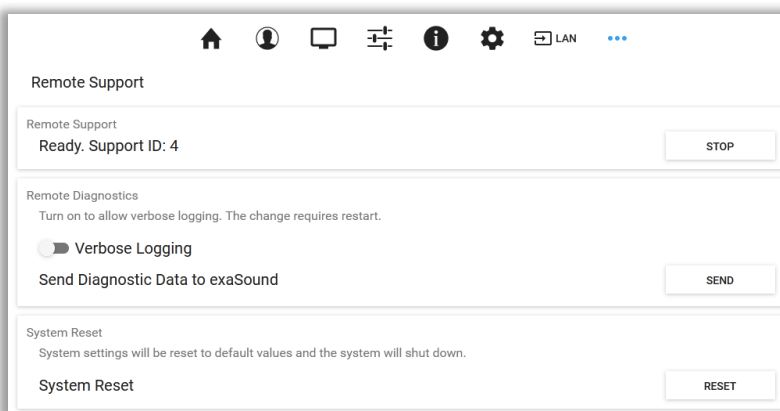 LAN
Remote Support
Remote Support
Ready. Support ID: 4
STOP
Remote Diagnostics
Turn on to allow verbose logging. The change requires restart.
Verbose Logging
Send Diagnostic Data to exaSound
SEND
System Reset
System settings will be reset to default values and the system will shut down.
System Reset
RESET